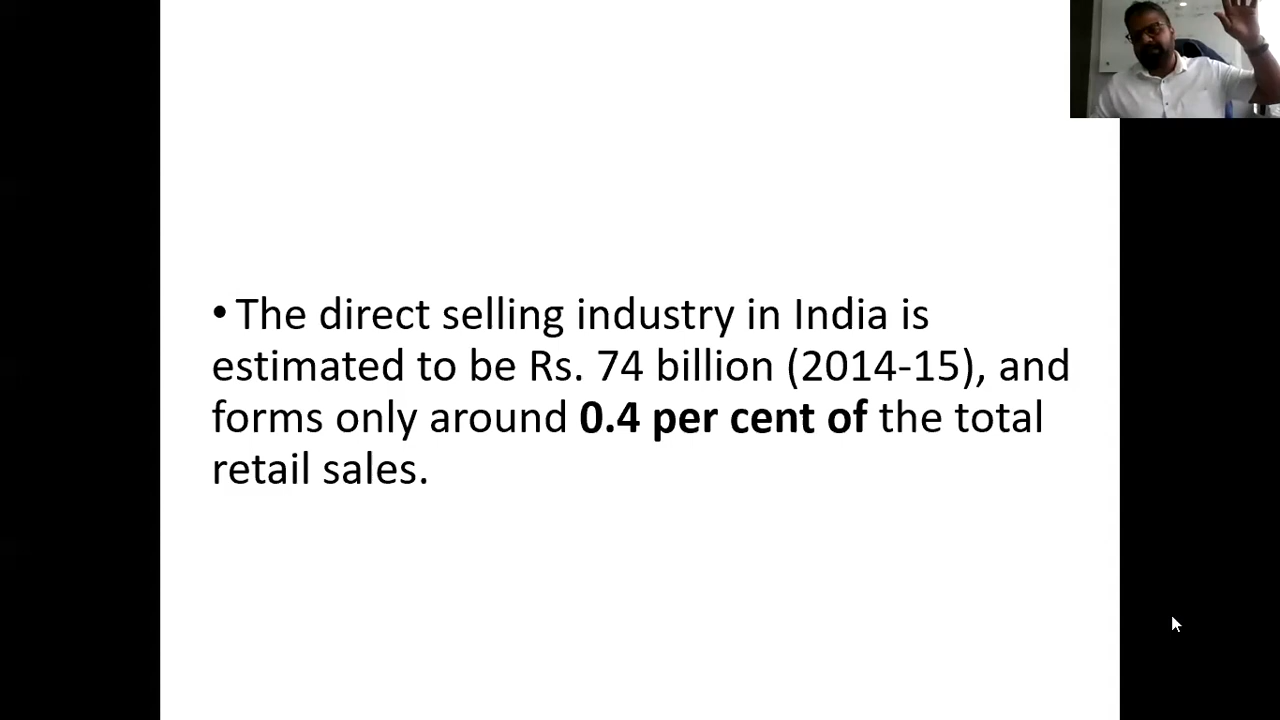 • The direct selling industry in India is
estimated to be Rs. 74 billion (2014-15), and
forms only around 0.4 per cent of the total
retail sales.